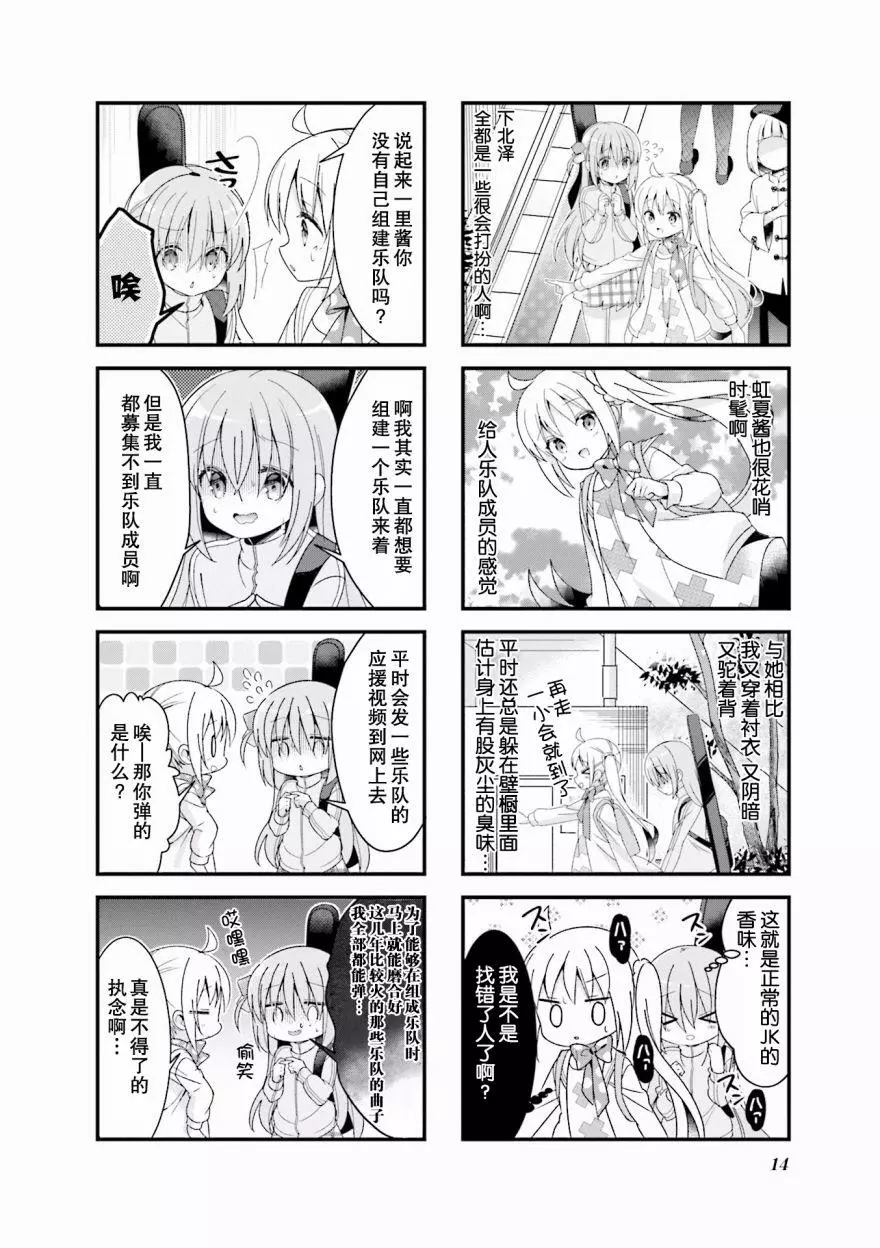 下北泽
全都是一些很会打扮的人啊…
虹夏酱也很花哨
时髦啊
给人乐队成员的感觉
与她相比
我又穿着衬衣 又阴暗
又驼着背
平时还总是躲在壁橱里面
估计身上有股灰尘的臭味…
再走
一小会就到了
这就是正常的JK的
香味…
スン
スン
スン
八?
八?
八?
八?
我是不是
找错了人了啊?
说起来一里酱你
没有自己组建乐队吗?
さっ
唉
啊我其实一直都想要
组建一个乐队来着
但是我一直
都募集不到乐队成员啊
平时会发一些乐队的
应援视频到网上去
唉—那你弹的
是什么?
为了能够在组成乐队时
马上就能磨合好
这几年比较火的那些乐队的曲子
我全部都能弹…
哎嘿嘿
偷笑
真是不得了的
执念啊…
14